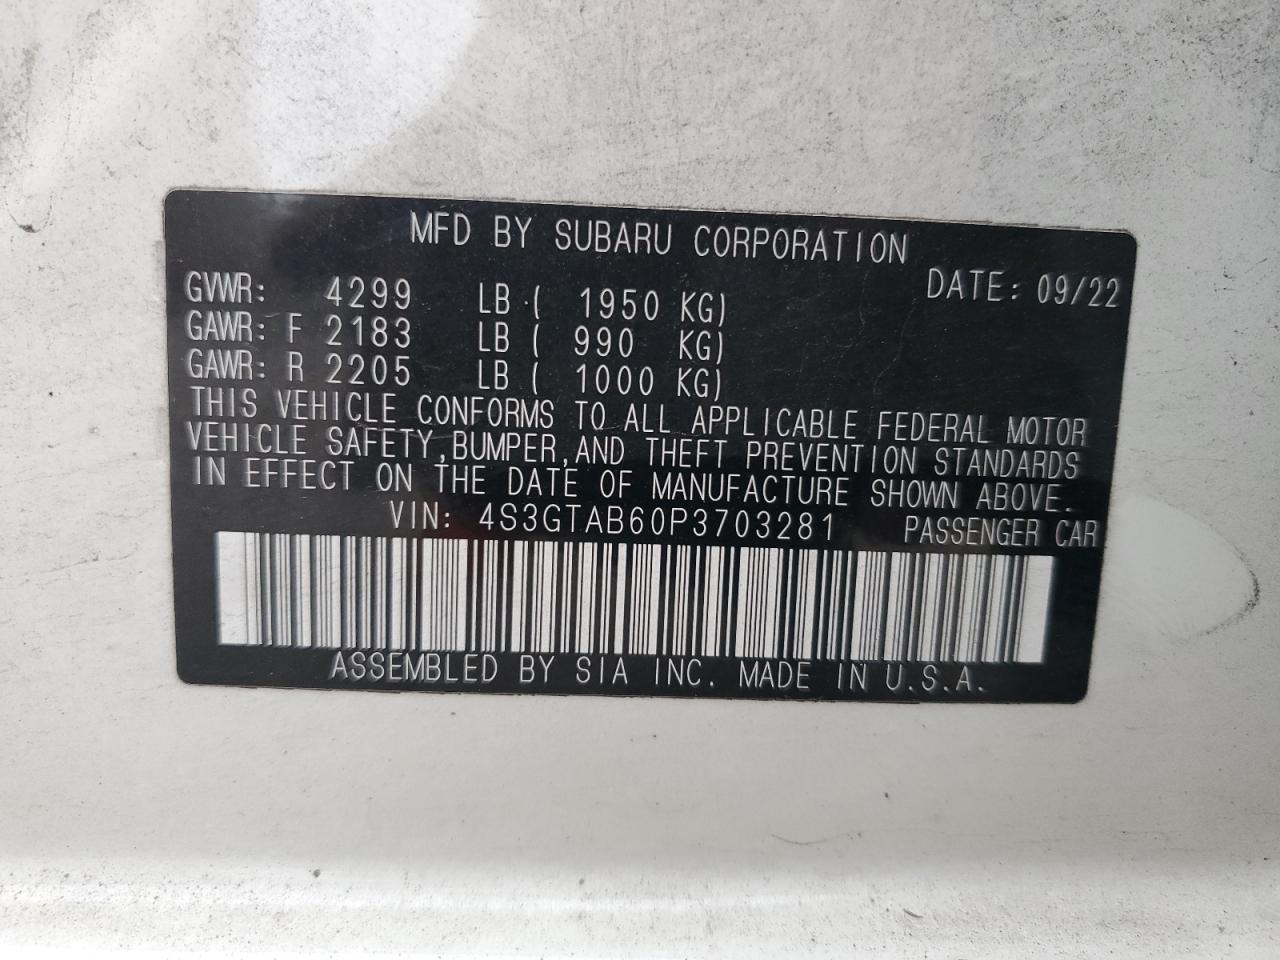 MFD BY SUBARU CORPORATION
DATE: 09/22
GVWR: 4299 LB ( 1950 KG)
GAWR: F 2183 LB ( 990 KG)
GAWR: R 2205 LB ( 1000 KG)
THIS VEHICLE CONFORMS TO ALL APPLICABLE FEDERAL MOTOR
VEHICLE SAFETY,BUMPER,AND THEFT PREVENTION STANDARDS
IN EFFECT ON THE DATE OF MANUFACTURE SHOWN ABOVE.
VIN: 4S3GTAB60P3703281 PASSENGER CAR
ASSEMBLED BY SIA INC. MADE IN U.S.A.